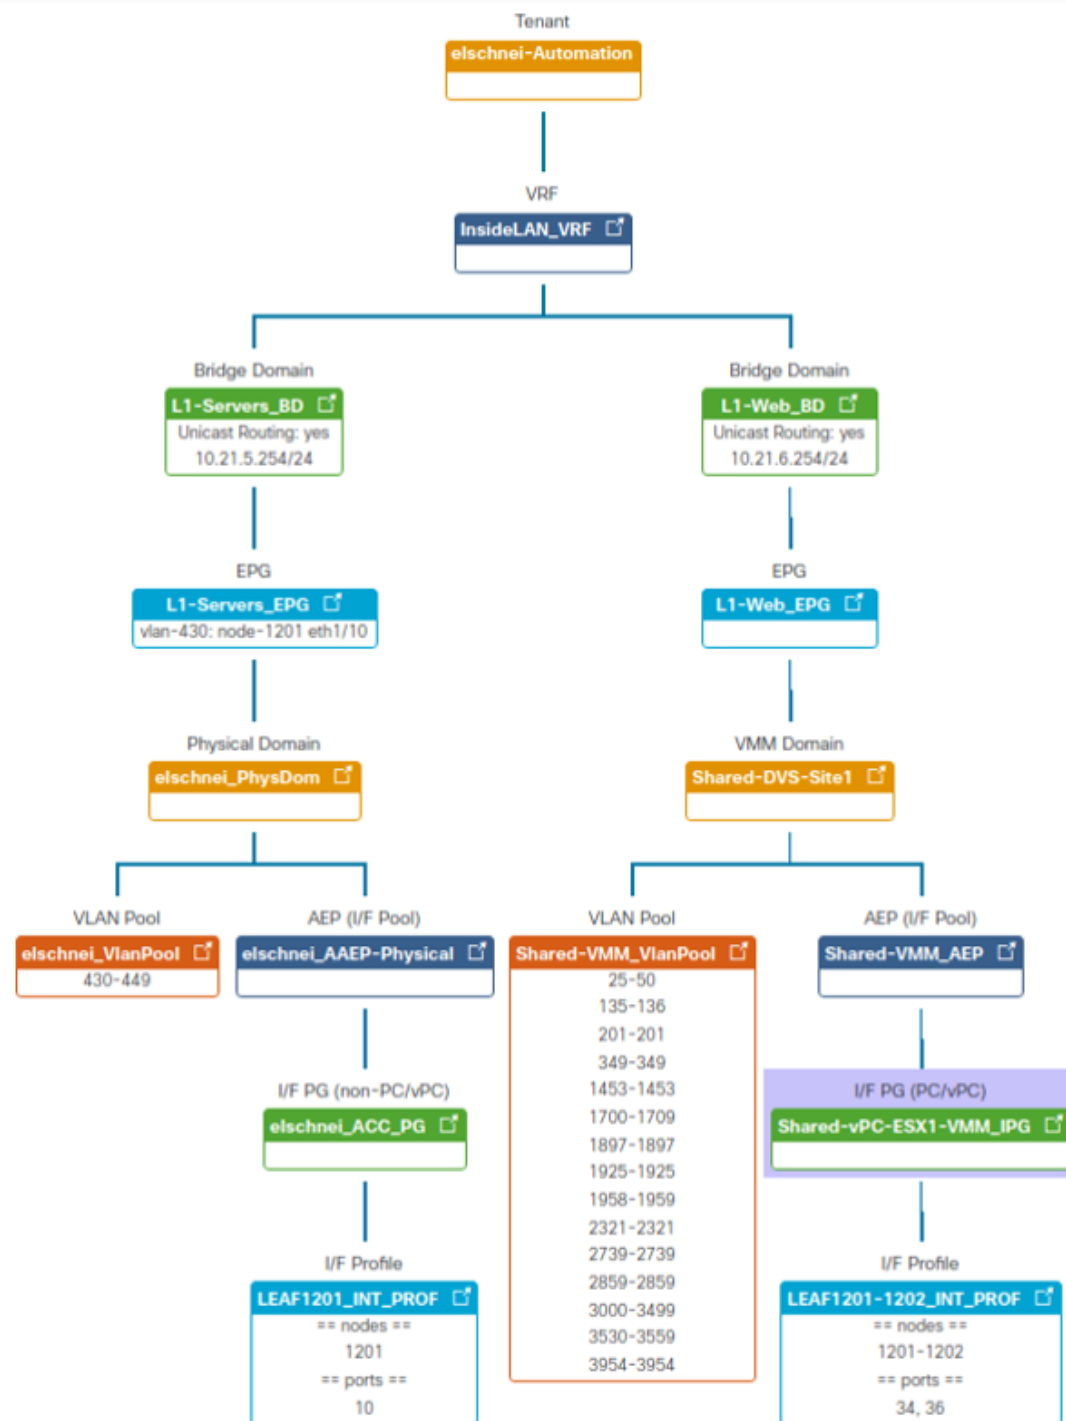 Tenant
elschnei-Automation
VRF
InsideLAN_VRF
Bridge Domain
L1-Servers_BD
Unicast Routing: yes
10.21.5.254/24
Bridge Domain
L1-Web_BD
Unicast Routing: yes
10.21.6.254/24
EPG
L1-Servers_EPG
vlan-430: node-1201 eth1/10
EPG
L1-Web_EPG
Physical Domain
elschnei_PhysDom
VMM Domain
Shared-DVS-Site1
VLAN Pool
elschnei_VlanPool
430-449
AEP (I/F Pool)
elschnei_AAEP-Physical
VLAN Pool
Shared-VMM_VlanPool
25-50
135-136
201-201
349-349
1453-1453
1700-1709
1897-1897
1925-1925
1958-1959
2321-2321
2739-2739
2859-2859
3000-3499
3530-3559
3954-3954
AEP (I/F Pool)
Shared-VMM_AEP
I/F PG (non-PC/vPC)
elschnei_ACC_PG
I/F PG (PC/vPC)
Shared-vPC-ESX1-VMM_IPG
I/F Profile
LEAF1201_INT_PROF
== nodes ==
1201
== ports ==
10
I/F Profile
LEAF1201-1202_INT_PROF
== nodes ==
1201-1202
== ports ==
34, 36